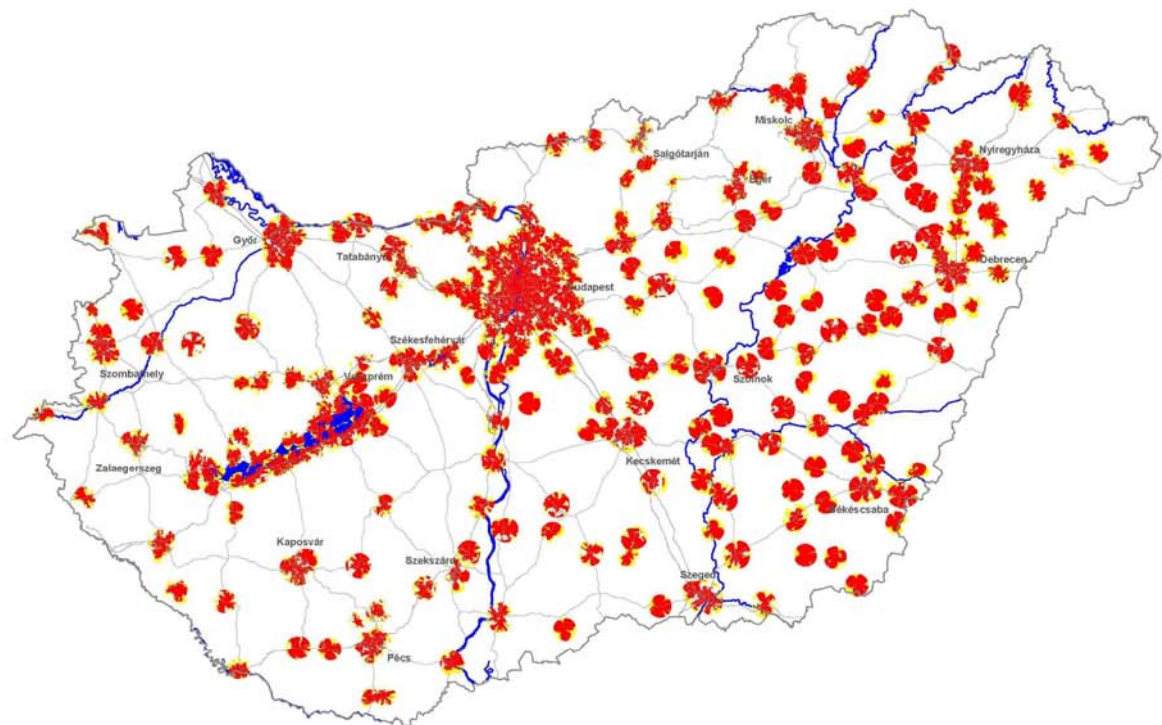 Miskolc
Salgótarján
Nyíregyháza
Eger
Győr
Tatabánya
Budapest
Debrecen
Székesfehérvár
Szombathely
Veszprém
Szolnok
Zalaegerszeg
Kecskemét
Békéscsaba
Kaposvár
Szekszárd
Szeged
Pécs